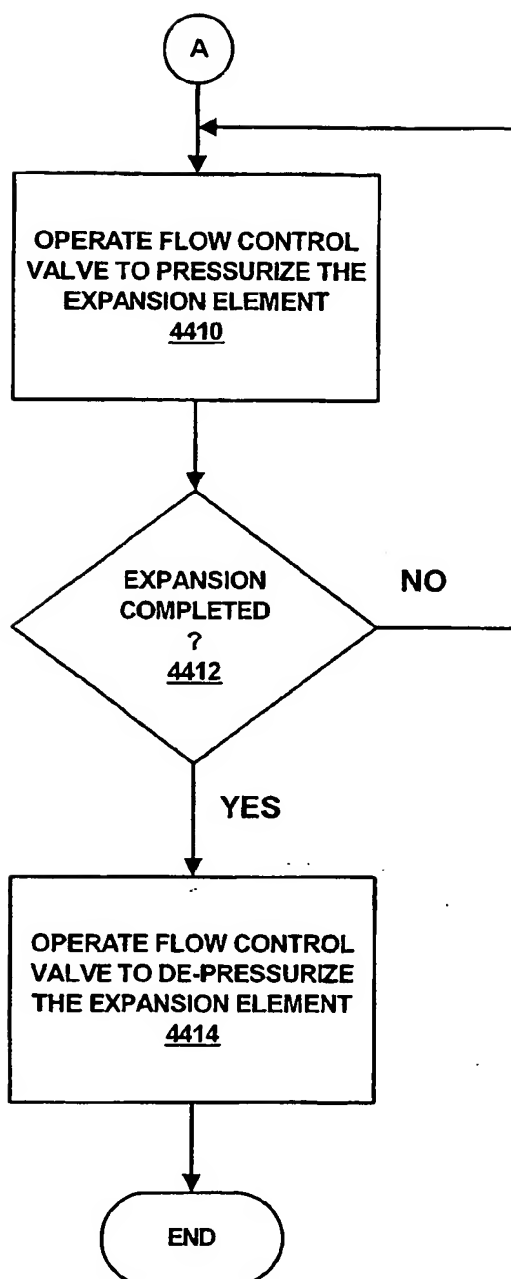 A
OPERATE FLOW CONTROL
VALVE TO PRESSURIZE THE
EXPANSION ELEMENT
4410
EXPANSION
COMPLETED
?
4412
NO
YES
OPERATE FLOW CONTROL
VALVE TO DE-PRESSURIZE
THE EXPANSION ELEMENT
4414
END